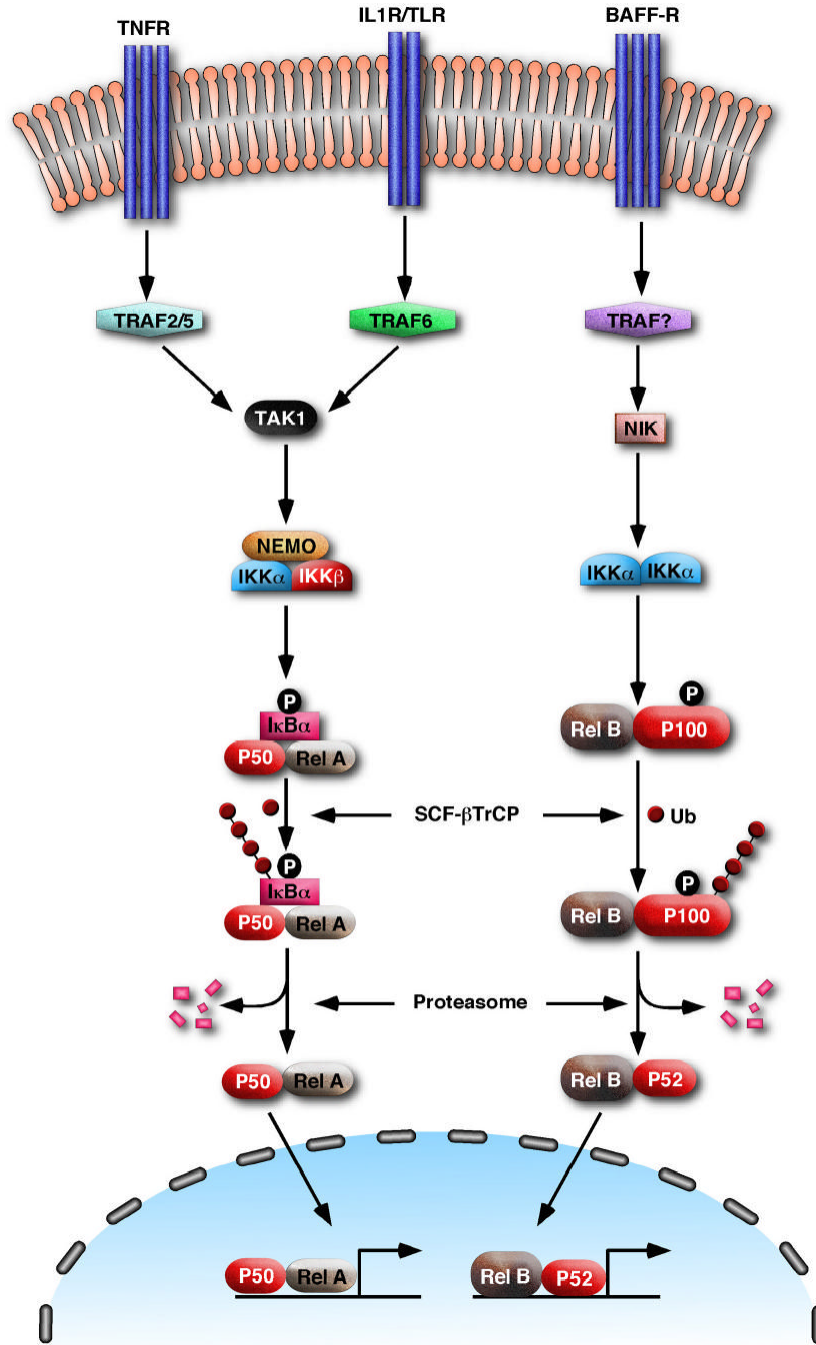 TNFR
IL1R/TLR
BAFF-R
TRAF2/5
TRAF6
TRAF?
TAK1
NIK
NEMO
IKKα
IKKβ
IKKα
IKKα
P
IκBα
P50
Rel A
P
Rel B
P100
SCF-βTrCP
Ub
P
IκBα
P50
Rel A
P
Rel B
P100
Proteasome
P50
Rel A
Rel B
P52
P50
Rel A
Rel B
P52